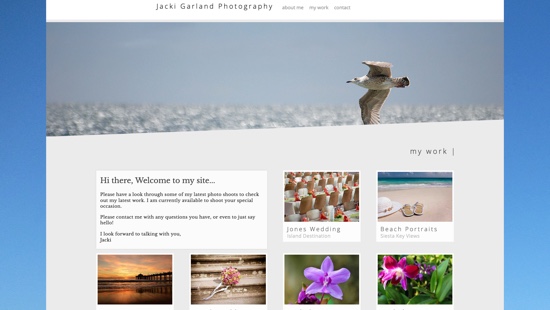 Jacki Garland Photography about me my work contact
my work |
Hi there, Welcome to my site...
Please have a look through some of my latest photo shoots to check
out my latest work. I am currently available to shoot your special
occasion.
Please contact me with any questions you have, or even to just say
hello!
I look forward to talking with you,
Jacki
Jones Wedding
Island Destination
Beach Portraits
Siesta Key Views